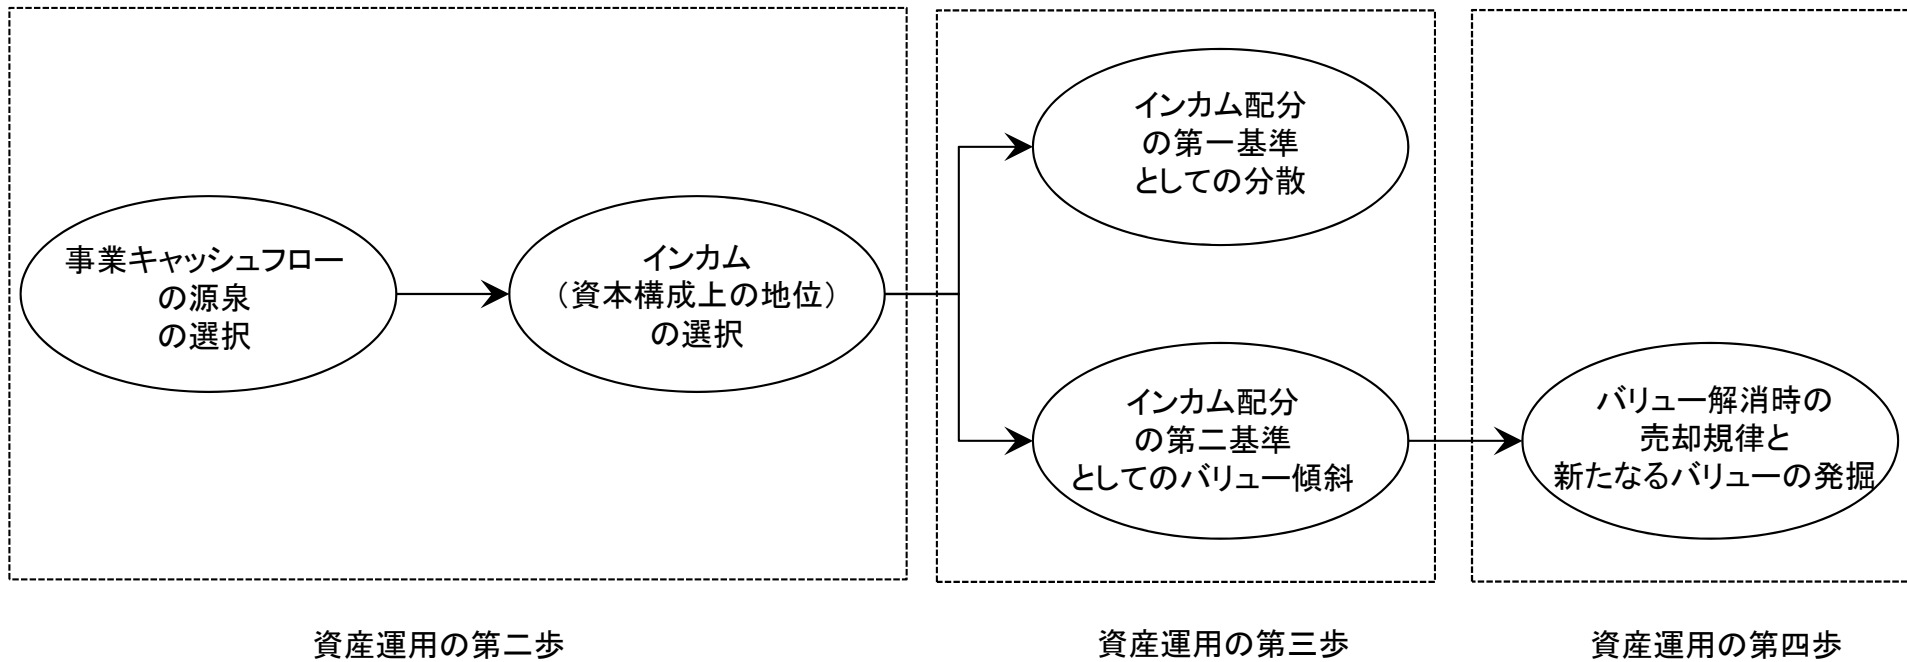 事業キャッシュフロー
の源泉
の選択
インカム
（資本構成上の地位）
の選択
インカム配分
の第一基準
としての分散
インカム配分
の第二基準
としてのバリュー傾斜
バリュー解消時の
売却規律と
新たなるバリューの発掘
資産運用の第二歩
資産運用の第三歩
資産運用の第四歩